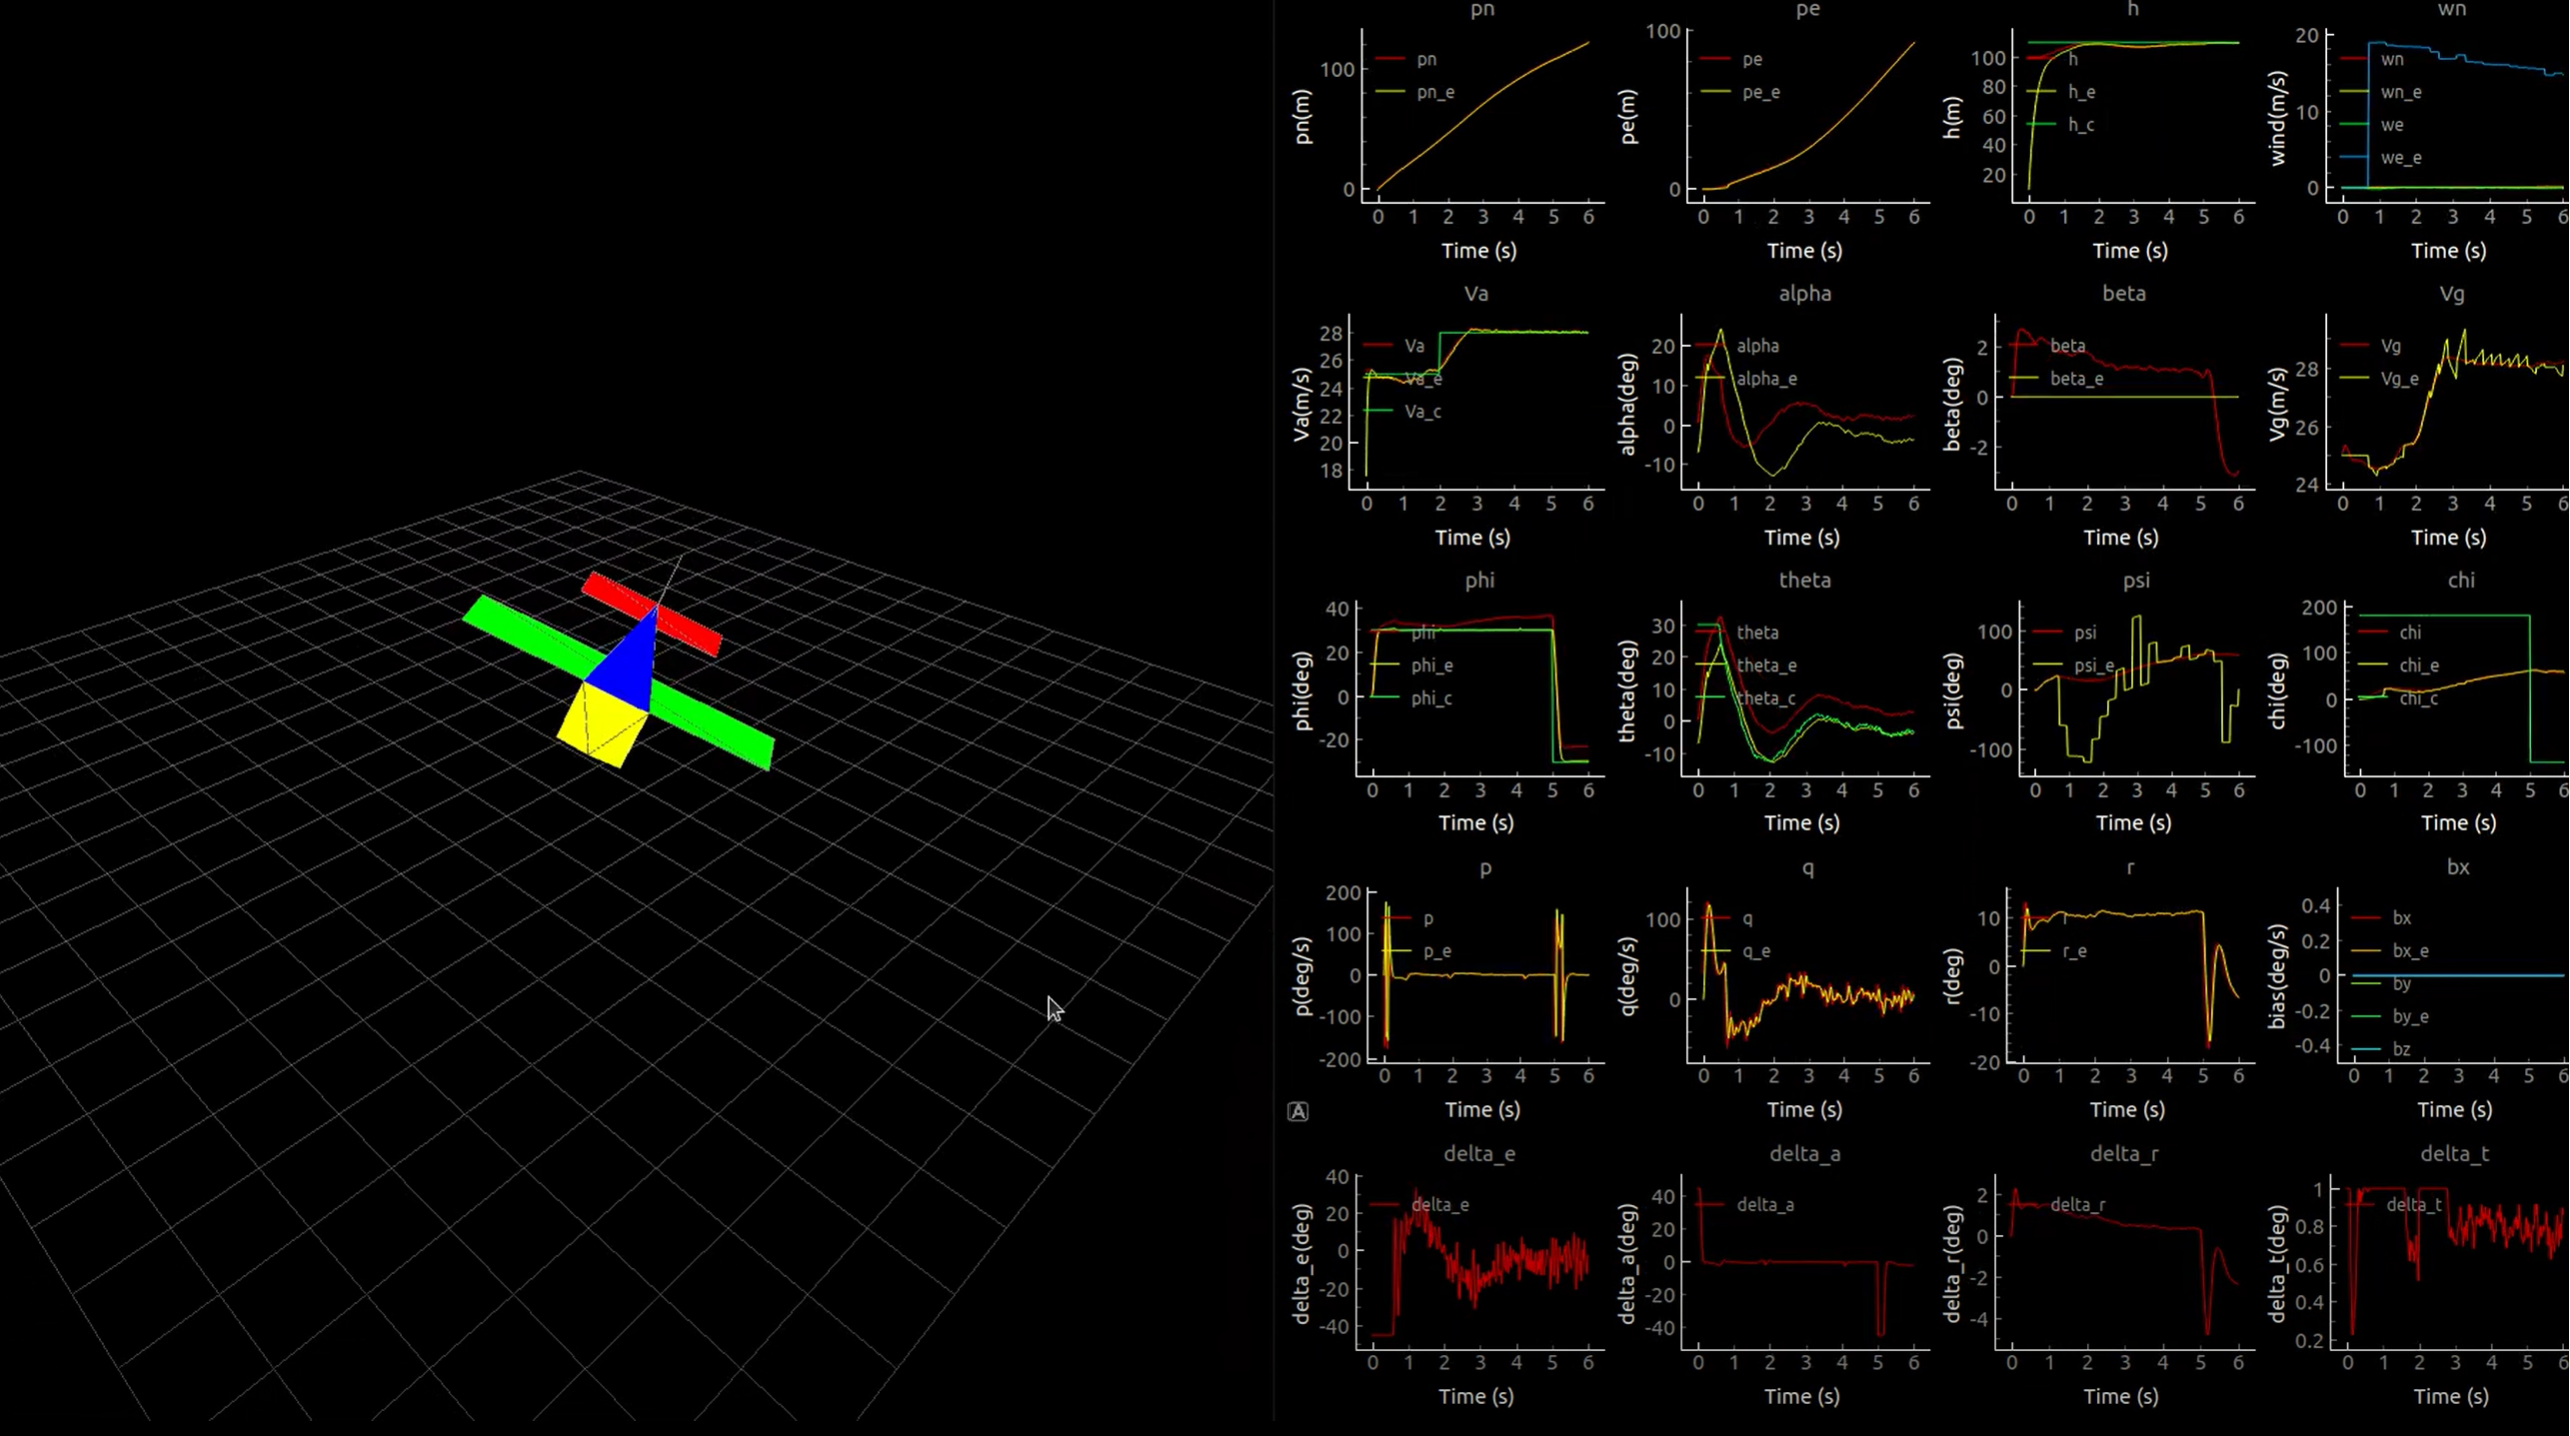 pn
pn(m)
100
0
pn
pn_e
0 1 2 3 4 5 6
Time (s)
pe
pe(m)
100
0
pe
pe_e
0 1 2 3 4 5 6
Time (s)
h
h(m)
100
80
60
40
20
h
h_e
h_c
0 1 2 3 4 5 6
Time (s)
wn
wind(m/s)
20
10
0
wn
wn_e
we
we_e
0 1 2 3 4 5 6
Time (s)
Va
Va(m/s)
28
26
24
22
20
18
Va
Va_e
Va_c
0 1 2 3 4 5 6
Time (s)
alpha
alpha(deg)
20
10
0
-10
alpha
alpha_e
0 1 2 3 4 5 6
Time (s)
beta
beta(deg)
2
0
-2
beta
beta_e
0 1 2 3 4 5 6
Time (s)
Vg
Vg(m/s)
28
26
24
Vg
Vg_e
0 1 2 3 4 5 6
Time (s)
phi
phi(deg)
40
20
0
-20
phi
phi_e
phi_c
0 1 2 3 4 5 6
Time (s)
theta
theta(deg)
30
20
10
0
-10
theta
theta_e
theta_c
0 1 2 3 4 5 6
Time (s)
psi
psi(deg)
100
0
-100
psi
psi_e
0 1 2 3 4 5 6
Time (s)
chi
chi(deg)
200
100
0
-100
chi
chi_e
chi_c
0 1 2 3 4 5 6
Time (s)
p
p(deg/s)
200
100
0
-100
-200
p
p_e
0 1 2 3 4 5 6
Time (s)
q
q(deg/s)
100
0
q
q_e
0 1 2 3 4 5 6
Time (s)
r
r(deg)
10
0
-10
-20
r
r_e
0 1 2 3 4 5 6
Time (s)
bx
bias(deg/s)
0.4
0.2
0
-0.2
-0.4
bx
bx_e
by
by_e
bz
0 1 2 3 4 5 6
Time (s)
A
delta_e
delta_e(deg)
40
20
0
-20
-40
delta_e
0 1 2 3 4 5 6
Time (s)
delta_a
delta_a(deg)
40
20
0
-20
-40
delta_a
0 1 2 3 4 5 6
Time (s)
delta_r
delta_r(deg)
2
0
-2
-4
delta_r
0 1 2 3 4 5 6
Time (s)
delta_t
delta_t(deg)
1
0.8
0.6
0.4
0.2
delta_t
0 1 2 3 4 5 6
Time (s)